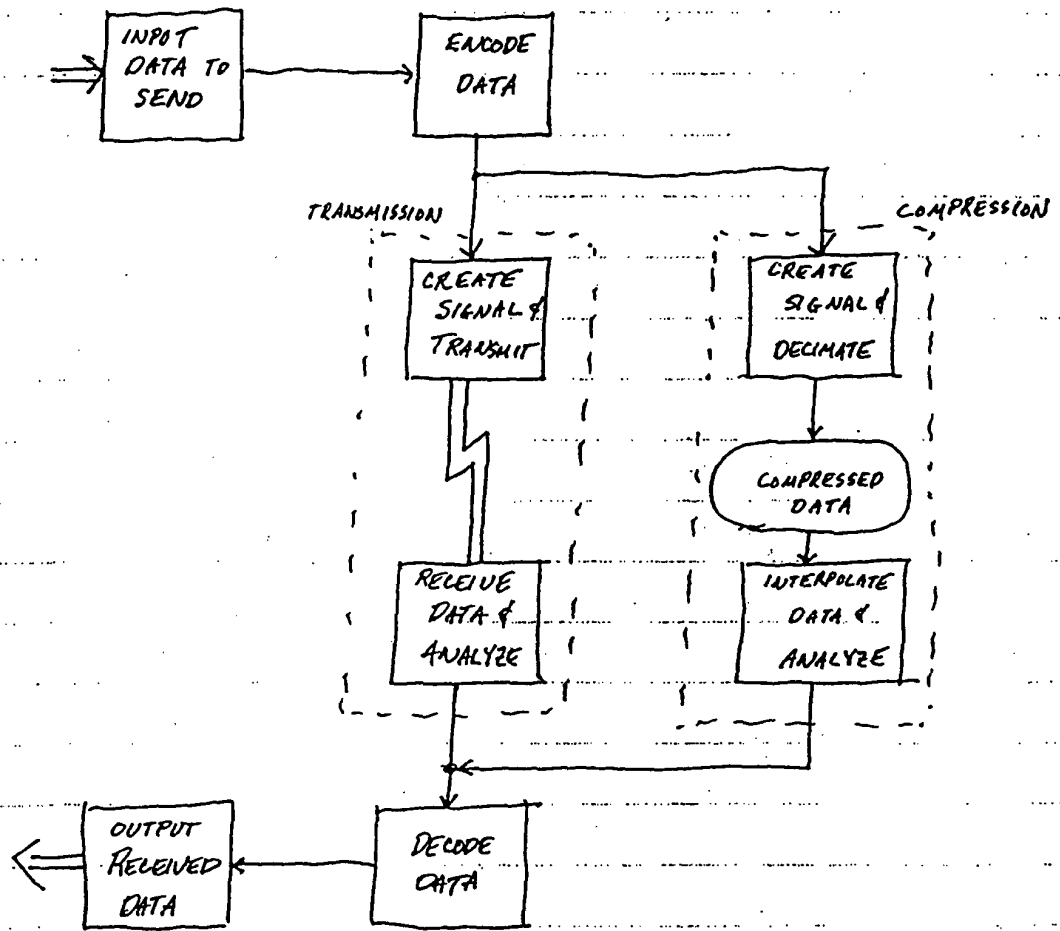 INPUT
DATA TO
SEND
ENCODE
DATA
TRANSMISSION
COMPRESSION
CREATE
SIGNAL &
TRANSMIT
CREATE
SIGNAL &
DECIMATE
COMPRESSED
DATA
RECEIVE
DATA &
ANALYZE
INTERPOLATE
DATA &
ANALYZE
OUTPUT
RECEIVED
DATA
DECODE
DATA